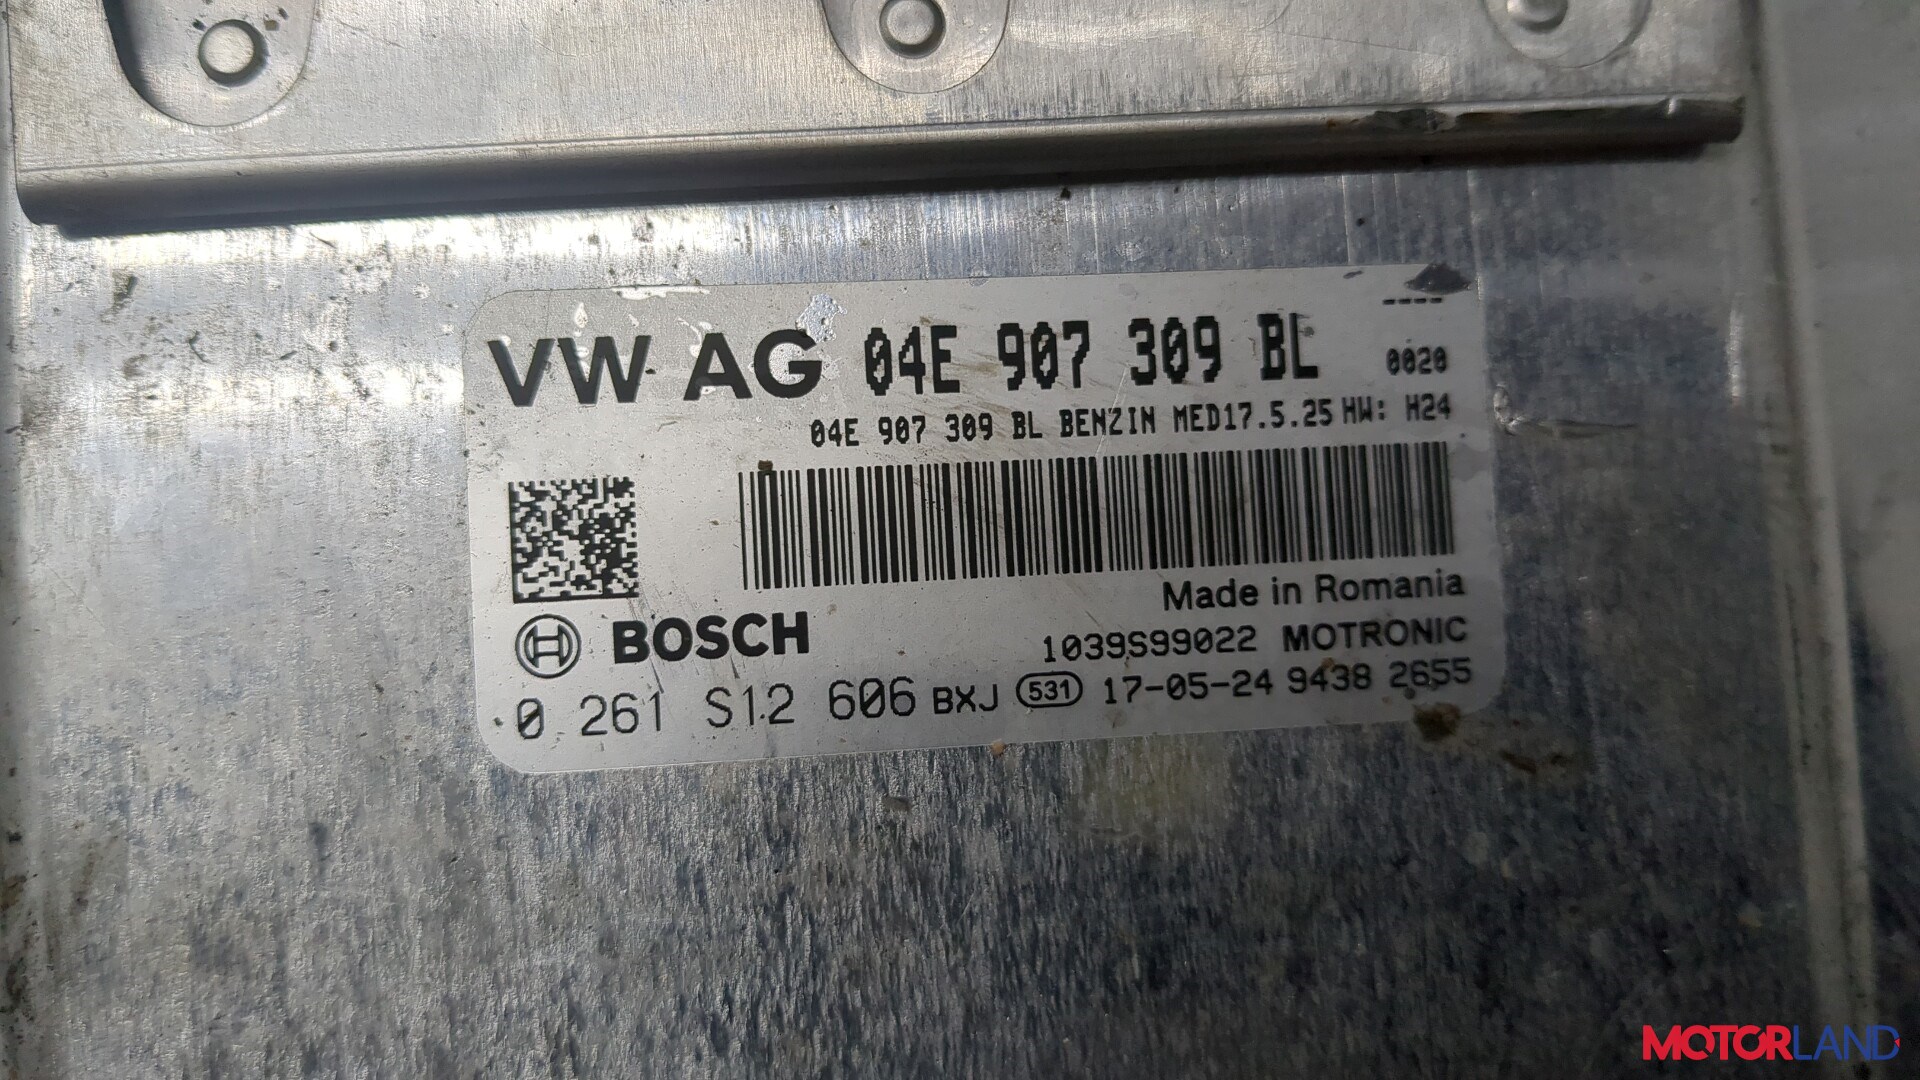 ----
VW AG 04E 907 309 BL 0020
04E 907 309 BL BENZIN MED17.5.25 HW: H24
Made in Romania
BOSCH 1039S99022 MOTRONIC
0 261 S12 606 BXJ 531 17-05-24 9438 2655
MOTORLAND